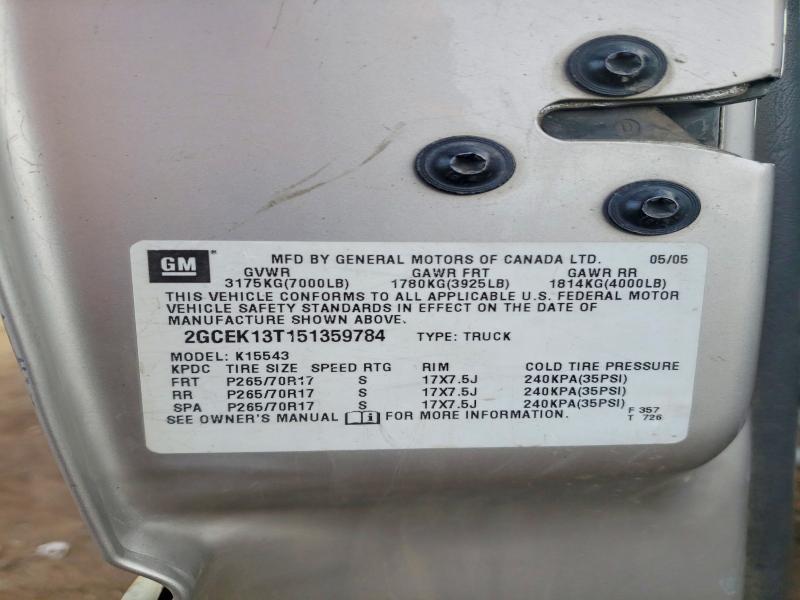 GM ® MFD BY GENERAL MOTORS OF CANADA LTD. 05/05
GVWR GAWR FRT GAWR RR
3175KG(7000LB) 1780KG(3925LB) 1814KG(4000LB)
THIS VEHICLE CONFORMS TO ALL APPLICABLE U.S. FEDERAL MOTOR
VEHICLE SAFETY STANDARDS IN EFFECT ON THE DATE OF
MANUFACTURE SHOWN ABOVE.
2GCEK13T151359784 TYPE: TRUCK
MODEL: K15543
KPDC TIRE SIZE SPEED RTG RIM COLD TIRE PRESSURE
FRT P265/70R17 S 17X7.5J 240KPA(35PSI)
RR P265/70R17 S 17X7.5J 240KPA(35PSI)
SPA P265/70R17 S 17X7.5J 240KPA(35PSI)
SEE OWNER'S MANUAL i FOR MORE INFORMATION. F 357
T 726